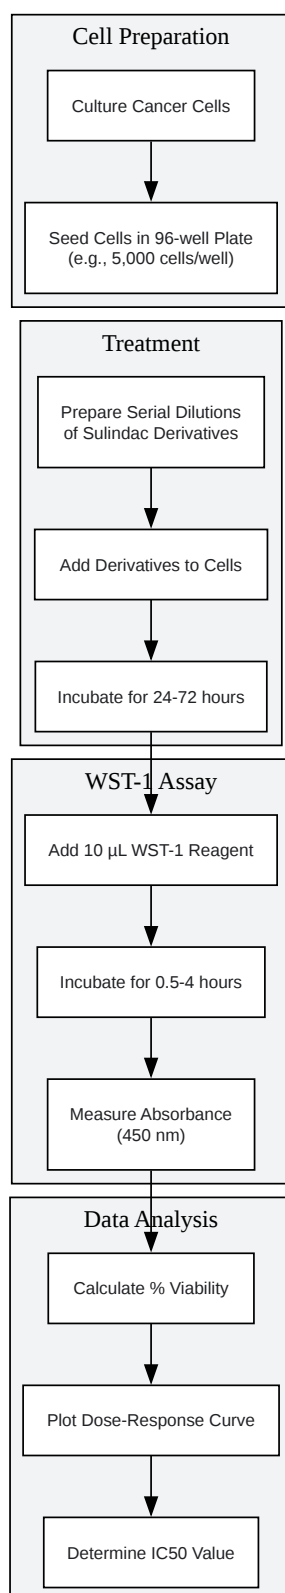 Cell Preparation
Culture Cancer Cells
Seed Cells in 96-well Plate
(e.g., 5,000 cells/well)
Treatment
Prepare Serial Dilutions
of Sulindac Derivatives
Add Derivatives to Cells
Incubate for 24-72 hours
WST-1 Assay
Add 10 µL WST-1 Reagent
Incubate for 0.5-4 hours
Measure Absorbance
(450 nm)
Data Analysis
Calculate % Viability
Plot Dose-Response Curve
Determine IC50 Value